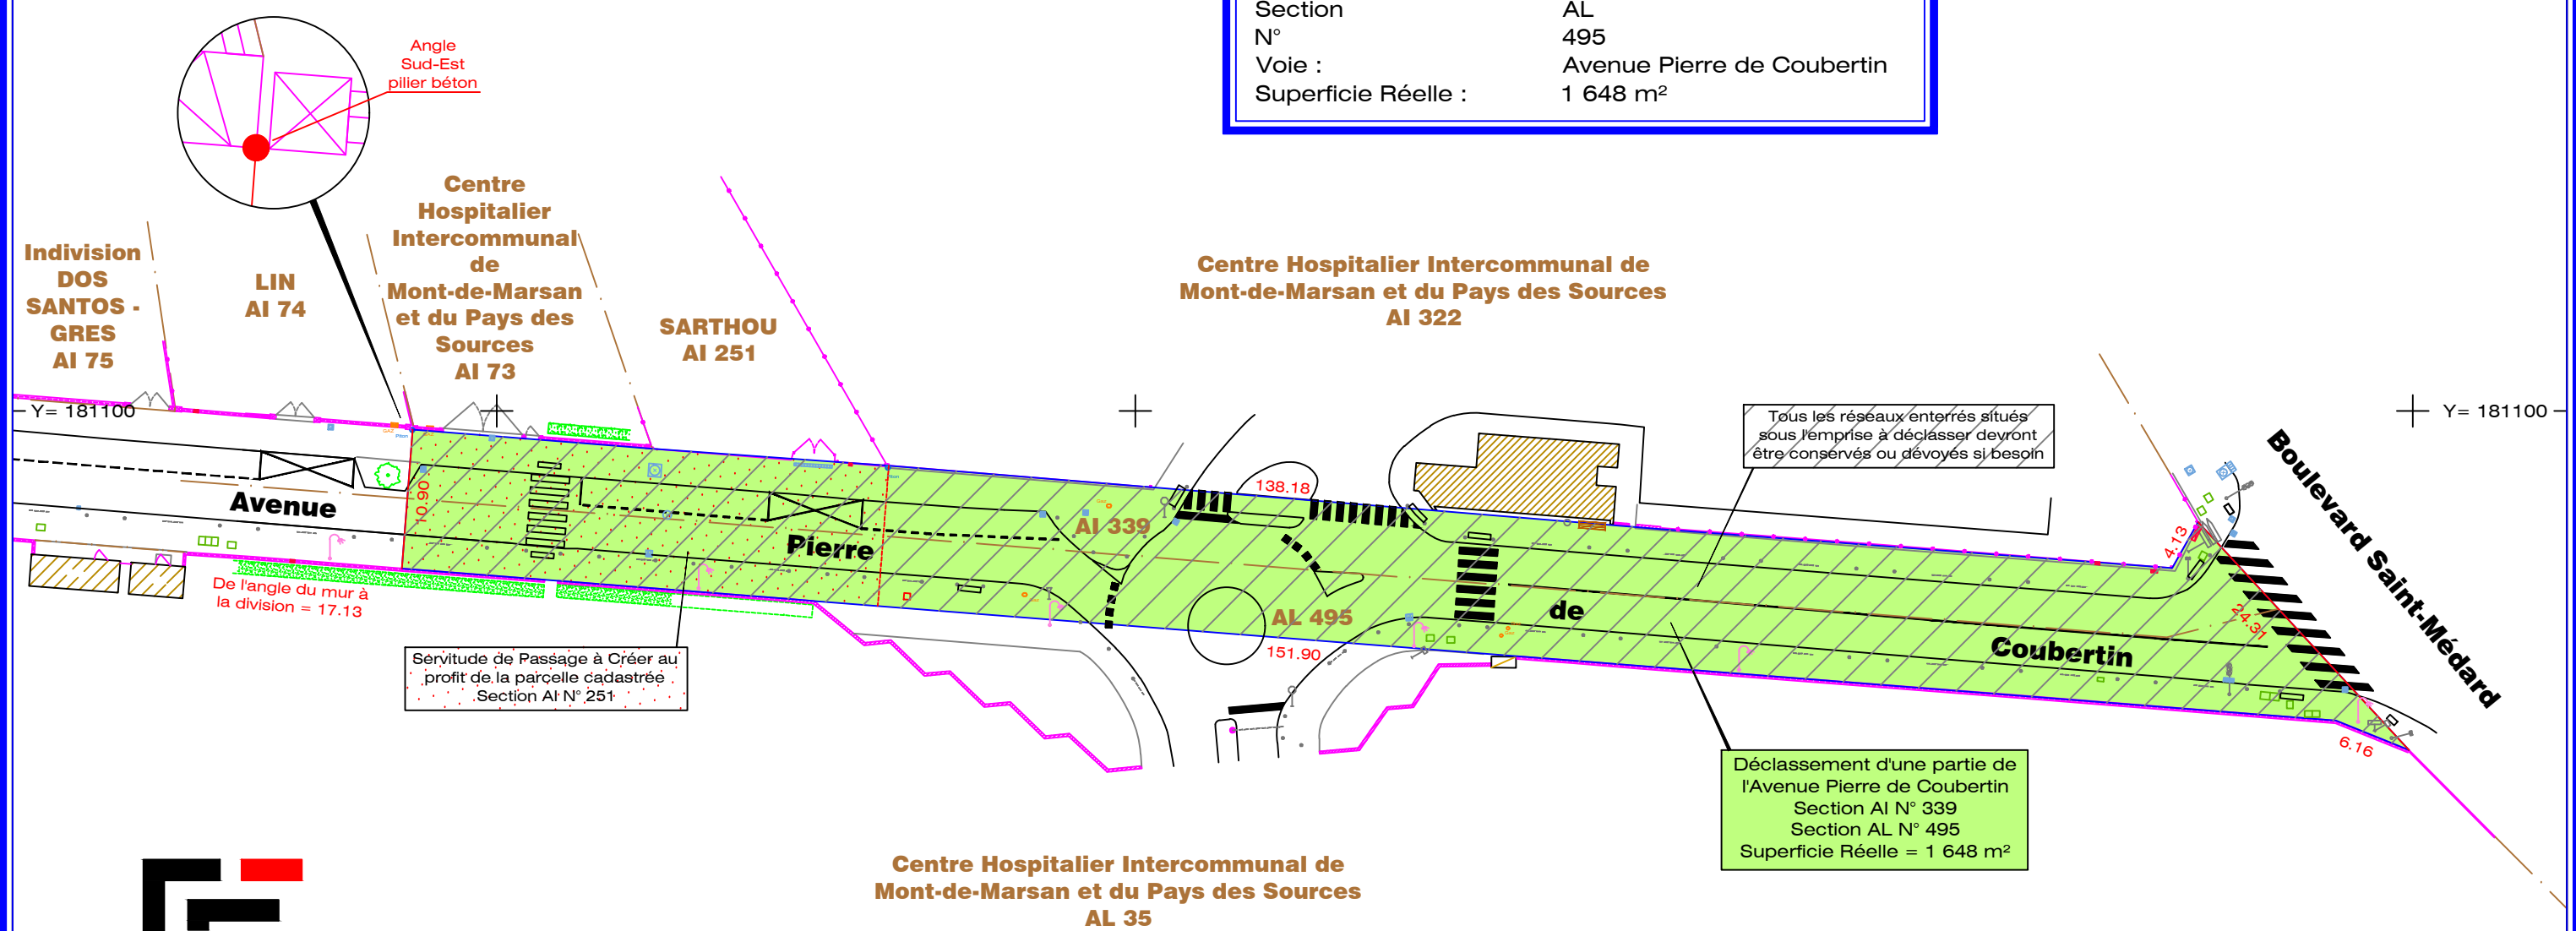 Section AL
N° 495
Voie : Avenue Pierre de Coubertin
Superficie Réelle : 1 648 m²
Angle
Sud-Est
pilier béton
Indivision
DOS
SANTOS -
GRES
AI 75
LIN
AI 74
Centre
Hospitalier
Intercommunal
de
Mont-de-Marsan
et du Pays des
Sources
AI 73
SARTHOU
AI 251
Centre Hospitalier Intercommunal de
Mont-de-Marsan et du Pays des Sources
AI 322
Y= 181100
Y= 181100
Tous les réseaux enterrés situés
sous l'emprise à déclasser devront
être conservés ou dévoyés si besoin
Boulevard Saint-Médard
Avenue
Pierre
de
Coubertin
10.90
138.18
AI 339
AL 495
151.90
4.13
24.31
6.16
De l'angle du mur à
la division = 17.13
Servitude de Passage à Créer au
profit de la parcelle cadastrée
Section AI N° 251
Déclassement d'une partie de
l'Avenue Pierre de Coubertin
Section AI N° 339
Section AL N° 495
Superficie Réelle = 1 648 m²
Centre Hospitalier Intercommunal de
Mont-de-Marsan et du Pays des Sources
AL 35